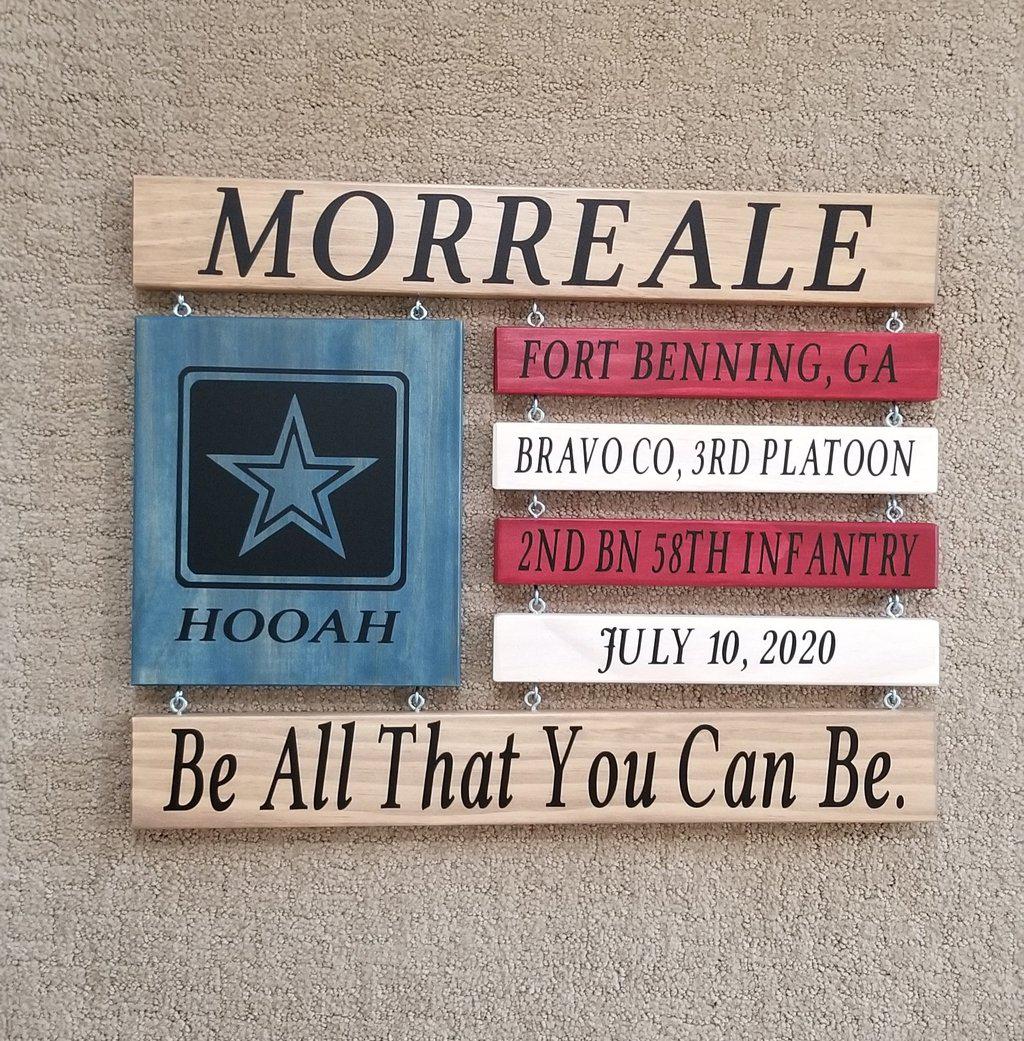 MORREALE
HOOAH
FORT BENNING, GA
BRAVO CO, 3RD PLATOON
2ND BN 58TH INFANTRY
JULY 10, 2020
Be All That You Can Be.